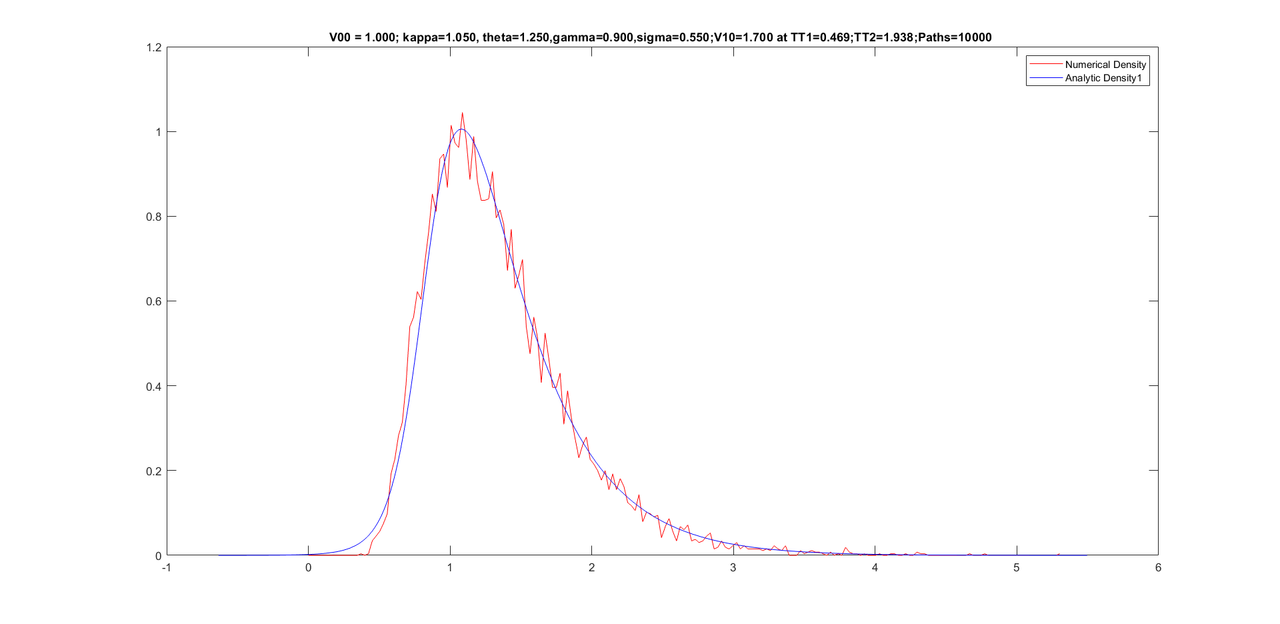 V00 = 1.000; kappa=1.050, theta=1.250,gamma=0.900,sigma=0.550;V10=1.700 at TT1=0.469;TT2=1.938;Paths=10000
Numerical Density
Analytic Density1
1.2
1
0.8
0.6
0.4
0.2
0
-1 0 1 2 3 4 5 6